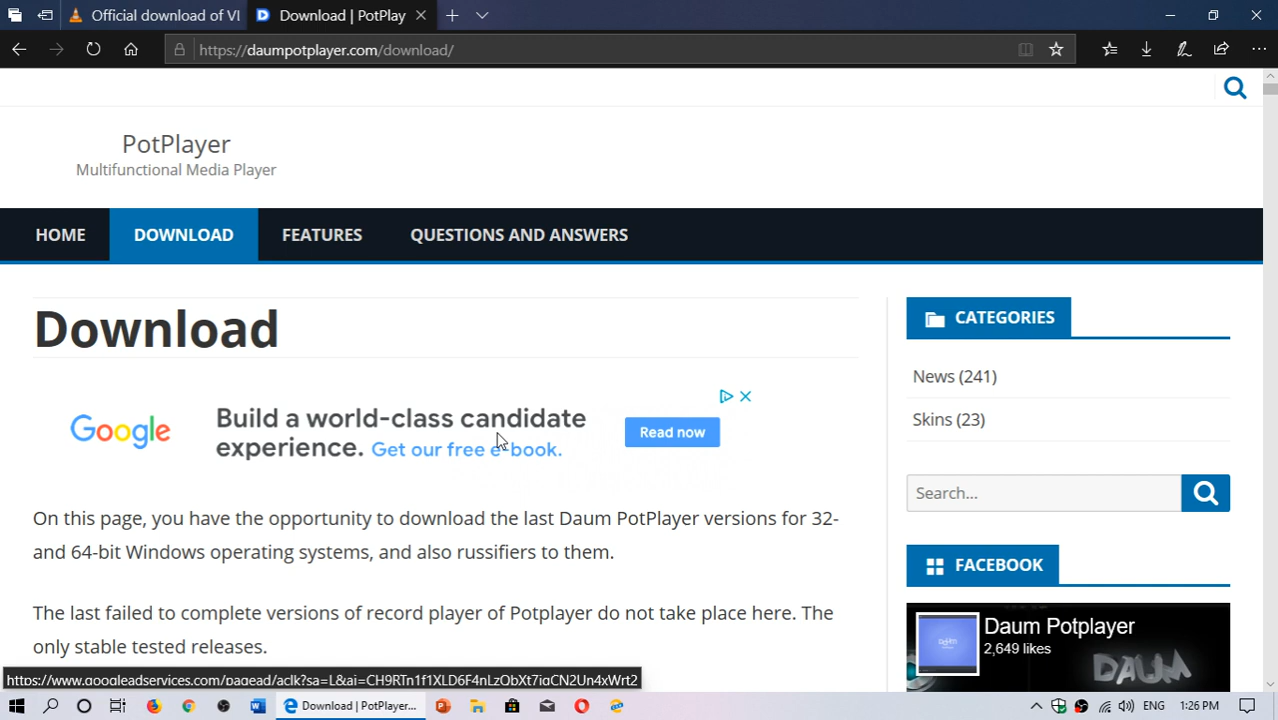 Official download of VI
Download | PotPlay
https://daumpotplayer.com/download/
PotPlayer
Multifunctional Media Player
HOME
DOWNLOAD
FEATURES
QUESTIONS AND ANSWERS
Download
Google
Build a world-class candidate
experience. Get our free e-book.
Read now
On this page, you have the opportunity to download the last Daum PotPlayer versions for 32-
and 64-bit Windows operating systems, and also russifiers to them.
The last failed to complete versions of record player of Potplayer do not take place here. The
only stable tested releases.
CATEGORIES
News (241)
Skins (23)
Search...
FACEBOOK
Daum Potplayer
2,649 likes
DAUM
https://www.googleadservices.com/pagead/aclk?sa=L&ai=CH9RTn1f1XLD6F4nLzQbXt7iqCN2Un4xWrt2
Download | PotPlaye...
ENG
1:26 PM